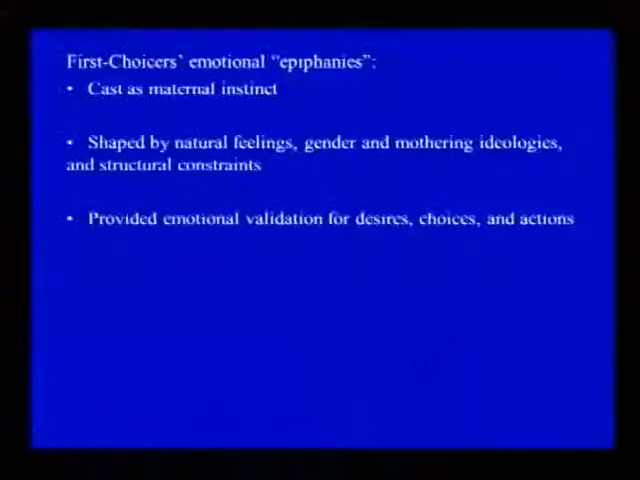 First-Choicers' emotional "epiphanies":
• Cast as maternal instinct
• Shaped by natural feelings, gender and mothering ideologies,
and structural constraints
• Provided emotional validation for desires, choices, and actions